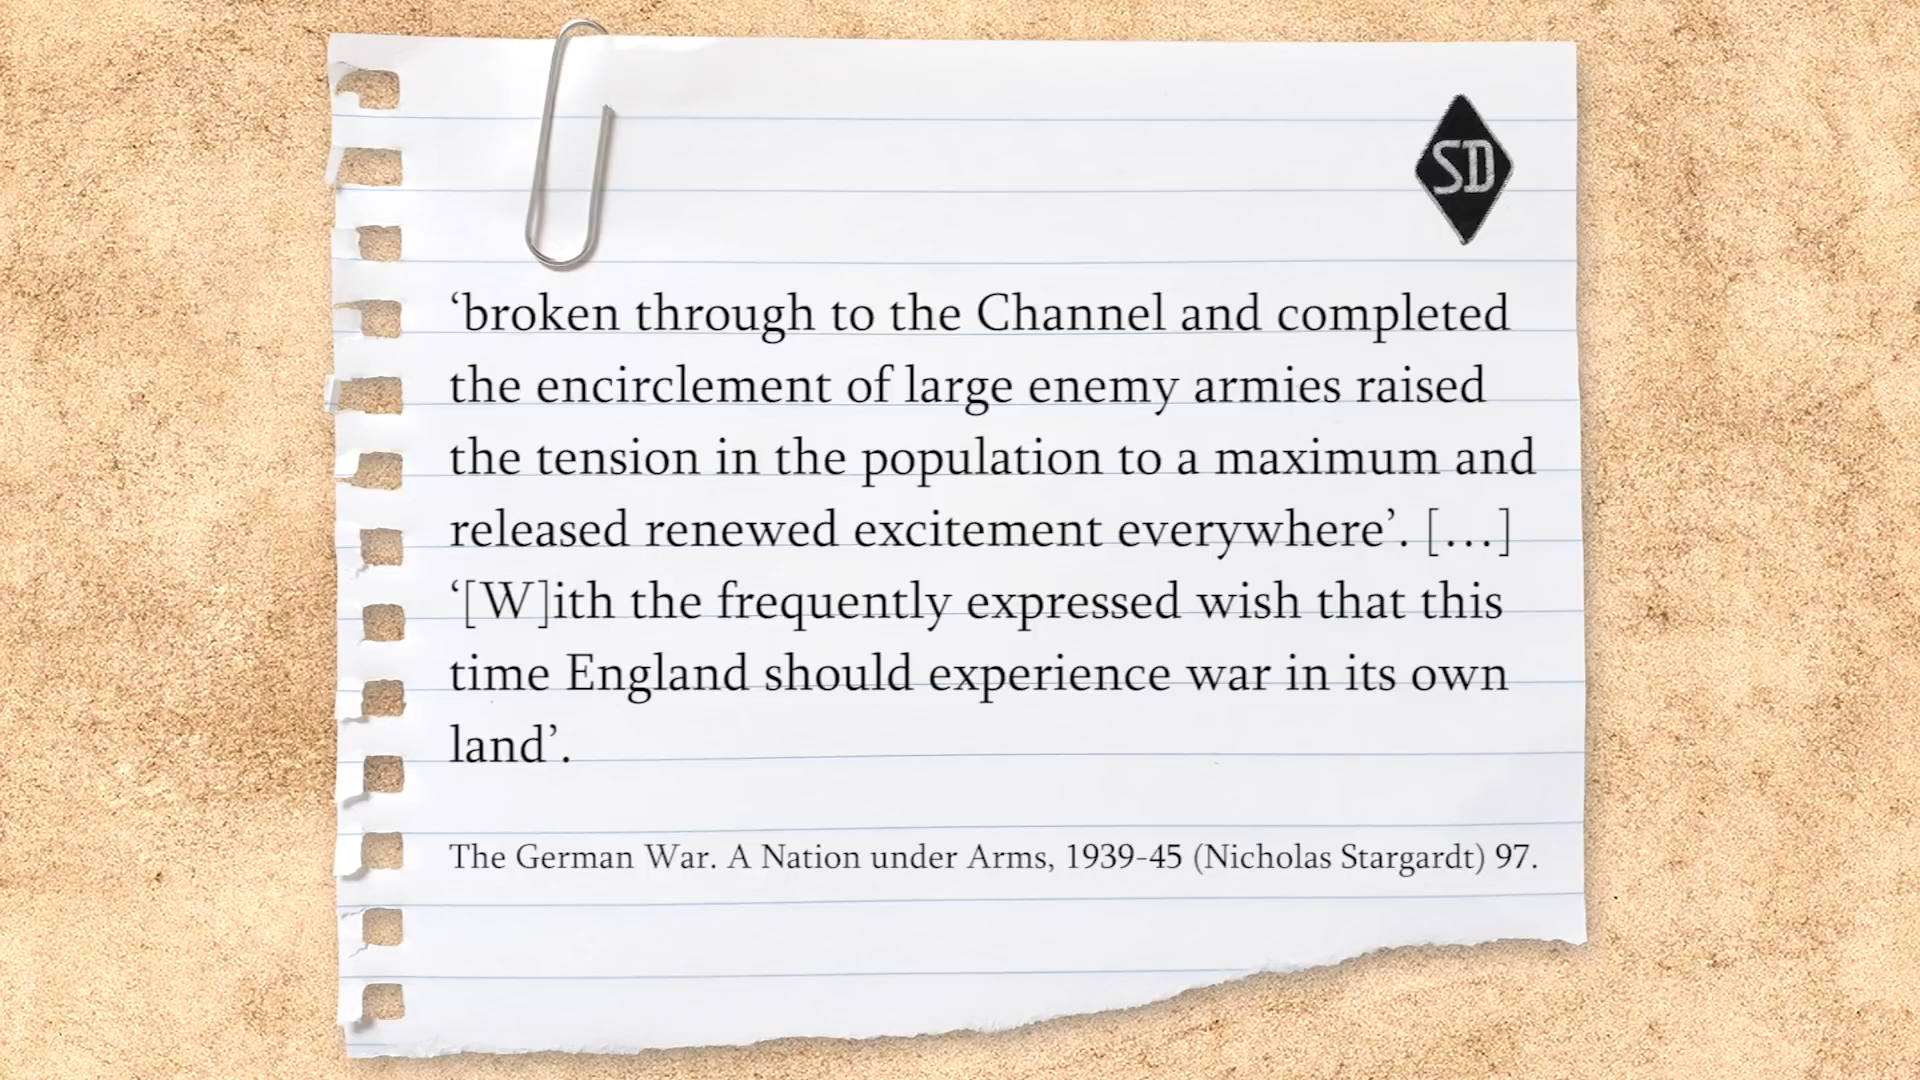 SD
‘broken through to the Channel and completed
the encirclement of large enemy armies raised
the tension in the population to a maximum and
released renewed excitement everywhere’. [...]
‘[W]ith the frequently expressed wish that this
time England should experience war in its own
land’.
The German War. A Nation under Arms, 1939-45 (Nicholas Stargardt) 97.